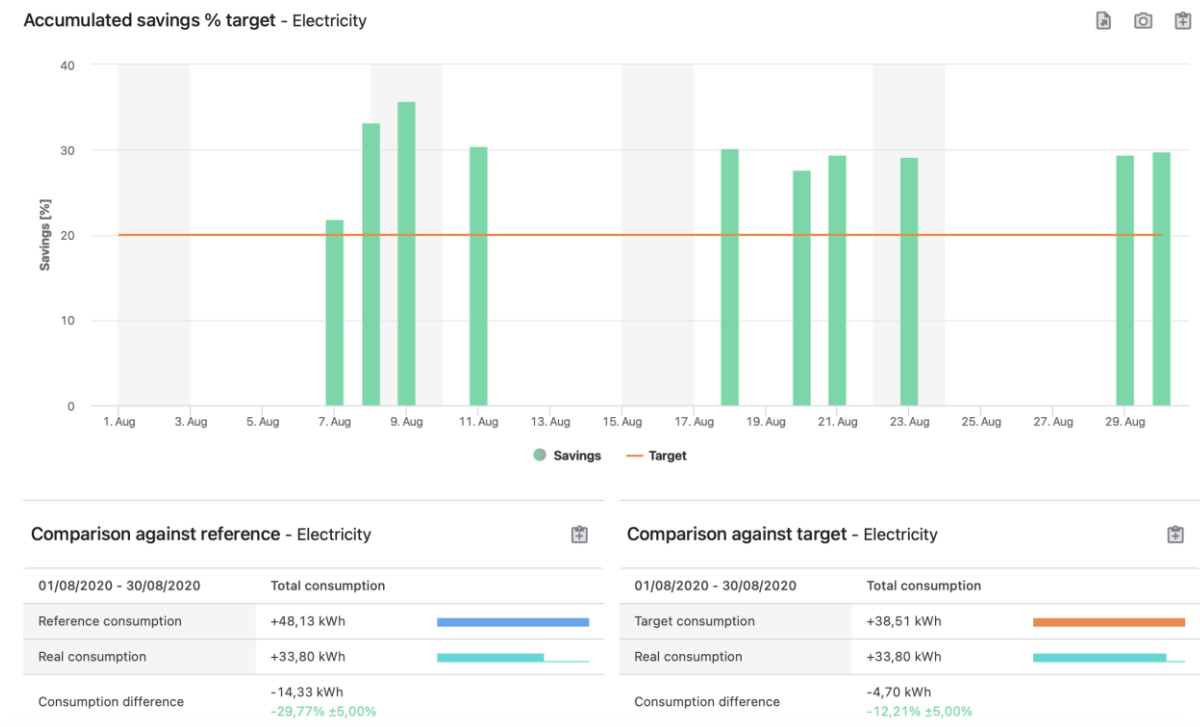 Accumulated savings % target - Electricity
40
30
20
10
0
Savings [%]
1. Aug 3. Aug 5. Aug 7. Aug 9. Aug 11. Aug 13. Aug 15. Aug 17. Aug 19. Aug 21. Aug 23. Aug 25. Aug 27. Aug 29. Aug
Savings Target
Comparison against reference - Electricity
01/08/2020 - 30/08/2020 Total consumption
Reference consumption +48,13 kWh
Real consumption +33,80 kWh
Consumption difference -14,33 kWh
-29,77% ±5,00%
Comparison against target - Electricity
01/08/2020 - 30/08/2020 Total consumption
Target consumption +38,51 kWh
Real consumption +33,80 kWh
Consumption difference -4,70 kWh
-12,21% ±5,00%